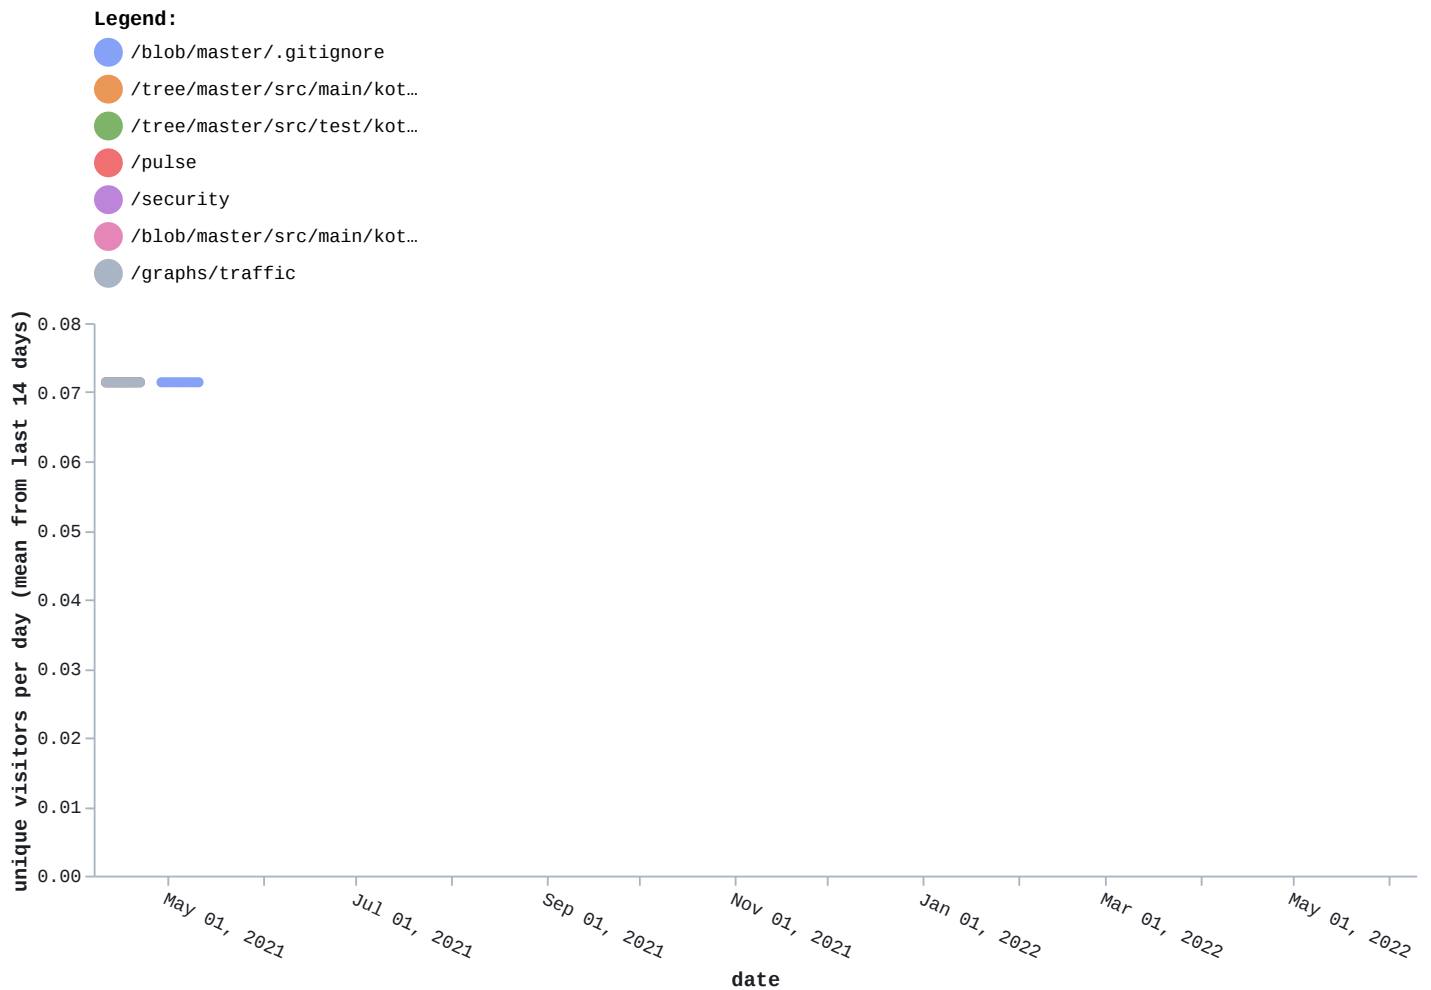 Legend:
/blob/master/.gitignore
/tree/master/src/main/kot…
/tree/master/src/test/kot…
/pulse
/security
/blob/master/src/main/kot…
/graphs/traffic
unique visitors per day (mean from last 14 days)
0.08
0.07
0.06
0.05
0.04
0.03
0.02
0.01
0.00
May 01, 2021
Jul 01, 2021
Sep 01, 2021
Nov 01, 2021
Jan 01, 2022
Mar 01, 2022
May 01, 2022
date